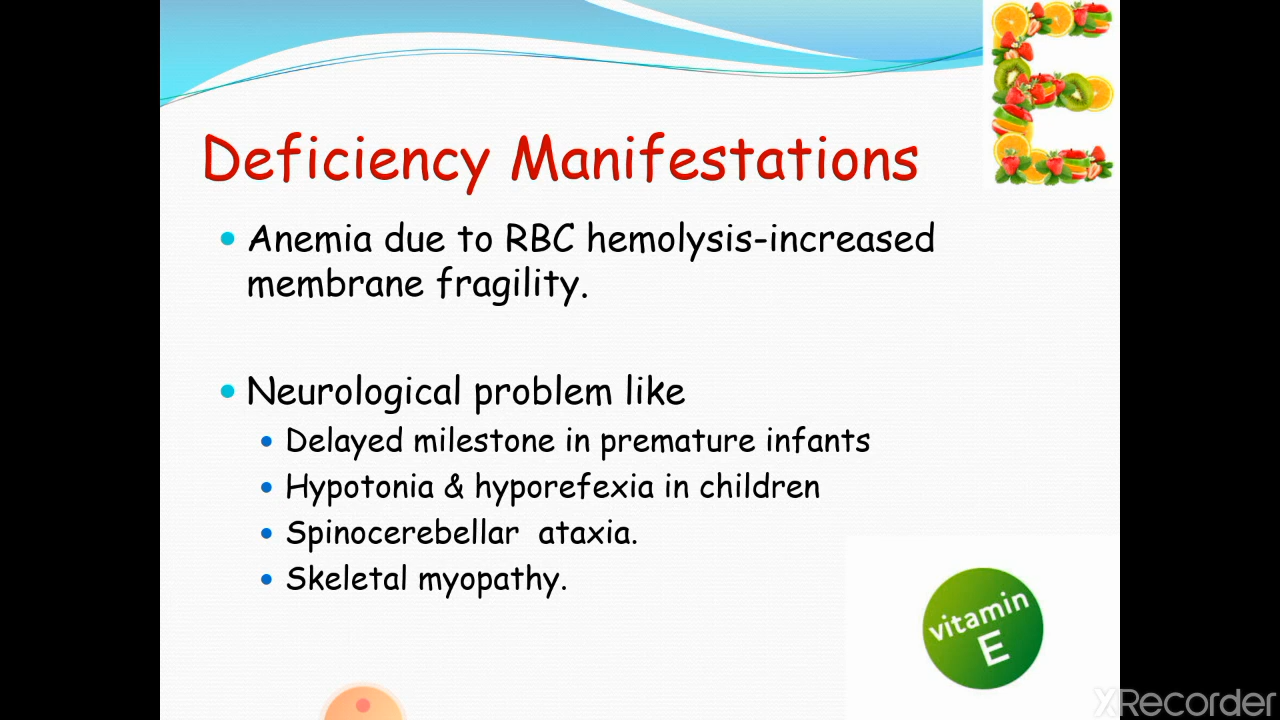 Deficiency Manifestations
Anemia due to RBC hemolysis-increased
membrane fragility.
Neurological problem like
Delayed milestone in premature infants
Hypotonia & hyporefexia in children
Spinocerebellar ataxia.
Skeletal myopathy.
vitamin
E
XRecorder